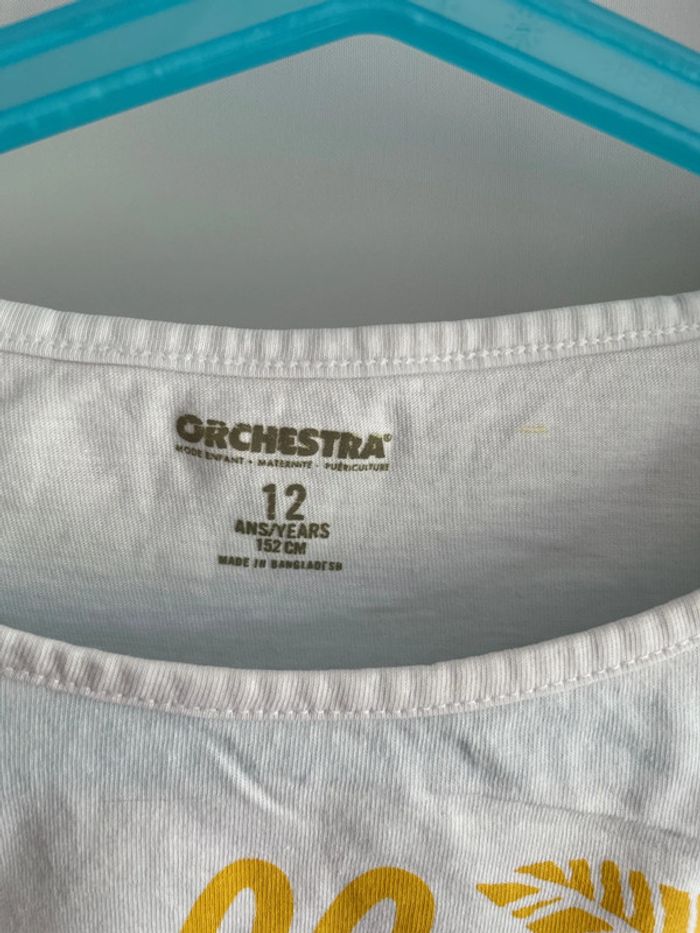 ORCHESTRA®
MODE ENFANT • MATERNITÉ • PUÉRICULTURE
12
ANS/YEARS
152 CM
MADE IN BANGLADESH